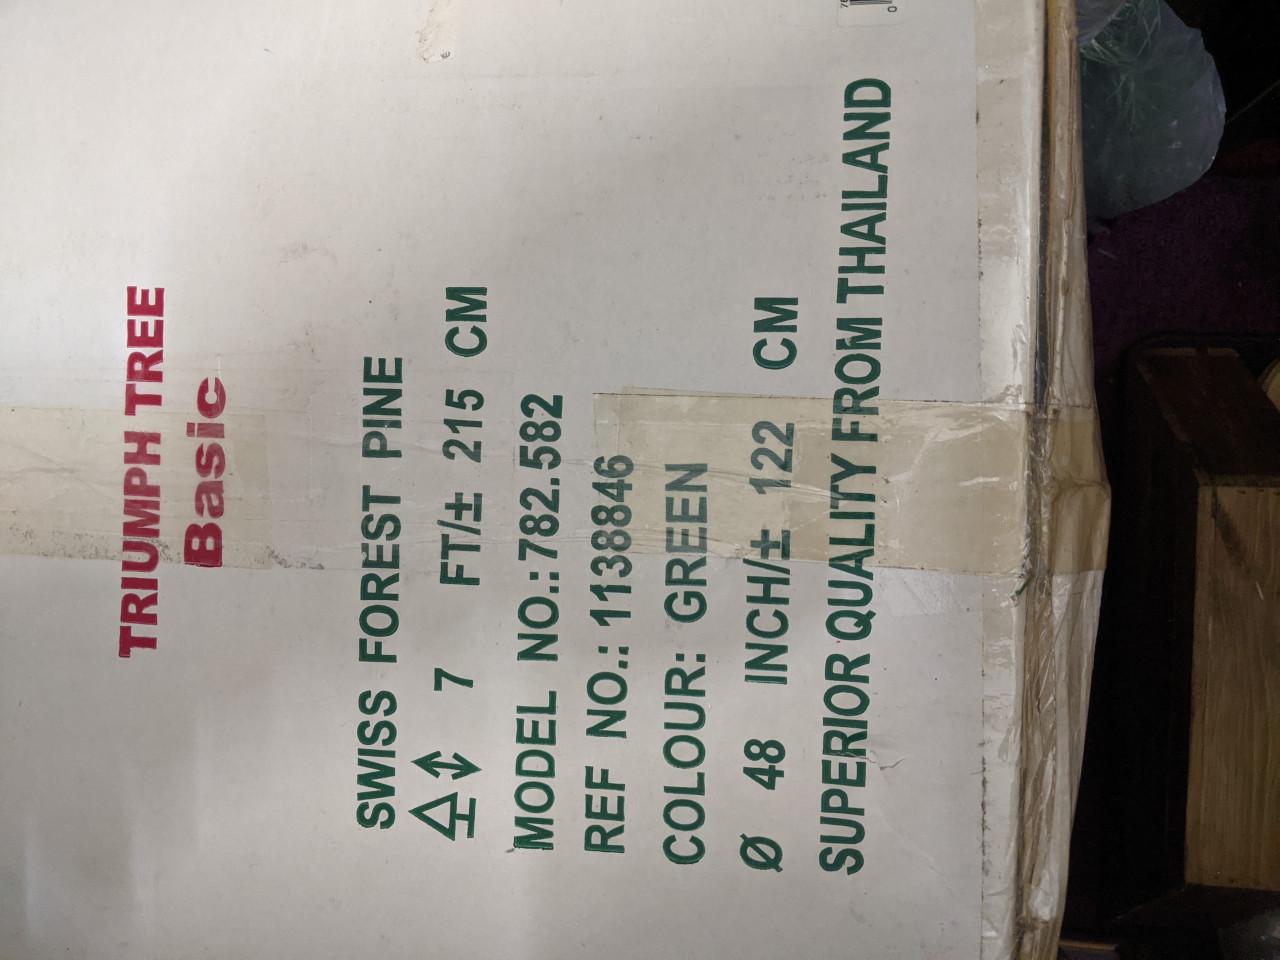 TRIUMPH TREE
Basic
SWISS FOREST PINE
7 FT/± 215 CM
MODEL NO.:782.582
REF NO.: 1138846
COLOUR: GREEN
Ø 48 INCH/± 122 CM
SUPERIOR QUALITY FROM THAILAND